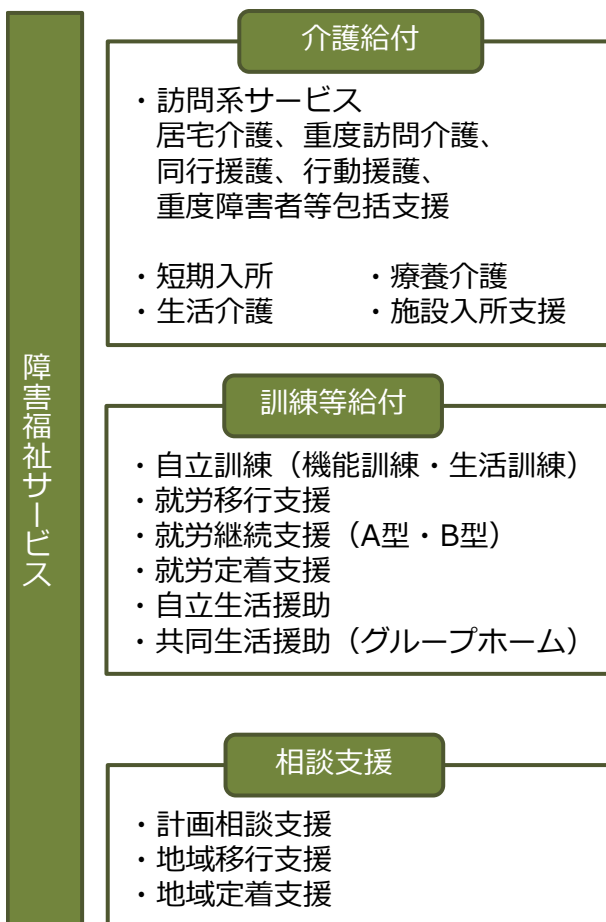 障害福祉サービス
介護給付
・訪問系サービス
居宅介護、重度訪問介護、
同行援護、行動援護、
重度障害者等包括支援
・短期入所 ・療養介護
・生活介護 ・施設入所支援
訓練等給付
・自立訓練（機能訓練・生活訓練）
・就労移行支援
・就労継続支援（A型・B型）
・就労定着支援
・自立生活援助
・共同生活援助（グループホーム）
相談支援
・計画相談支援
・地域移行支援
・地域定着支援